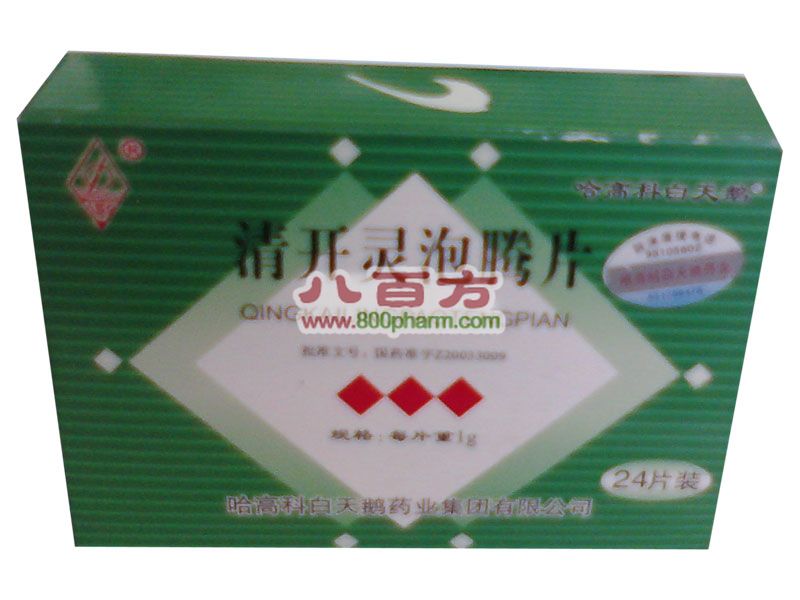 哈高科白天鹅
清开灵泡腾片
八百方
www.800pharm.com
批准文号:国药准字Z20033009
规格:每片重1g
24片装
哈高科白天鹅药业集团有限公司